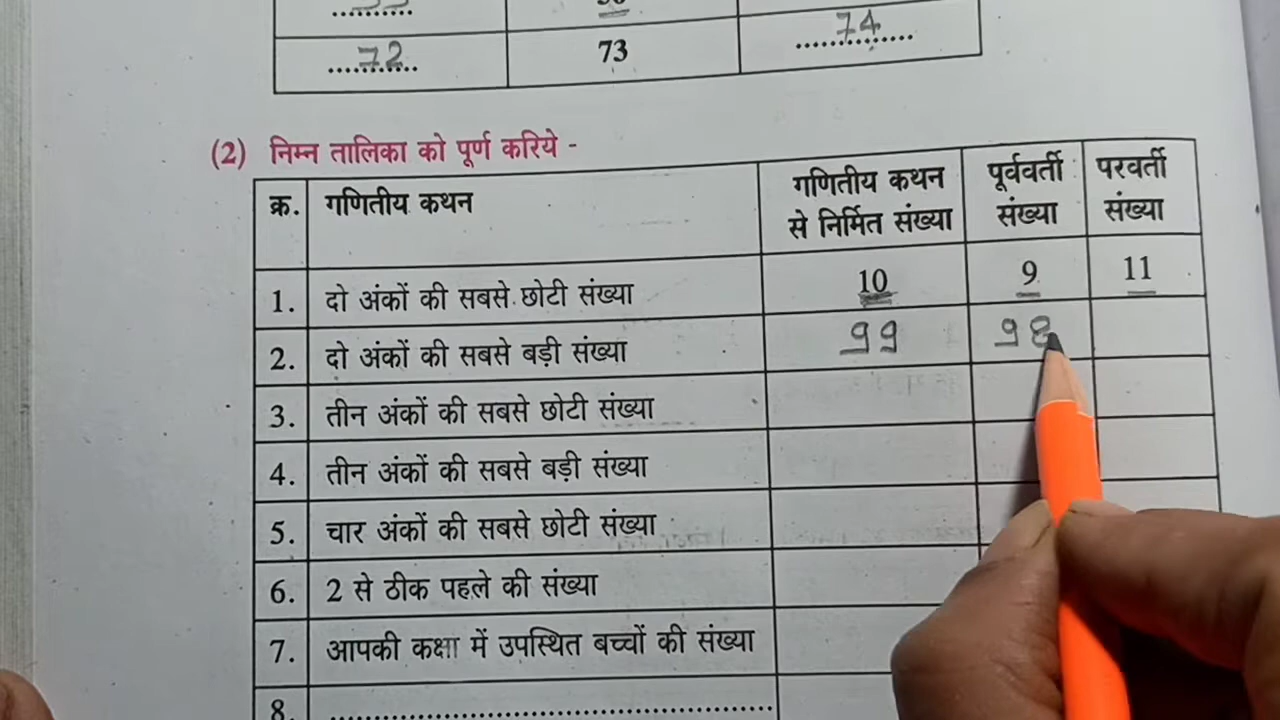 72 73 74
(2) निम्न तालिका को पूर्ण करिये -
क्र. गणितीय कथन गणितीय कथन से निर्मित संख्या पूर्ववर्ती संख्या परवर्ती संख्या
1. दो अंकों की सबसे छोटी संख्या 10 9 11
2. दो अंकों की सबसे बड़ी संख्या 99 98
3. तीन अंकों की सबसे छोटी संख्या
4. तीन अंकों की सबसे बड़ी संख्या
5. चार अंकों की सबसे छोटी संख्या
6. 2 से ठीक पहले की संख्या
7. आपकी कक्षा में उपस्थित बच्चों की संख्या
8. ........................................